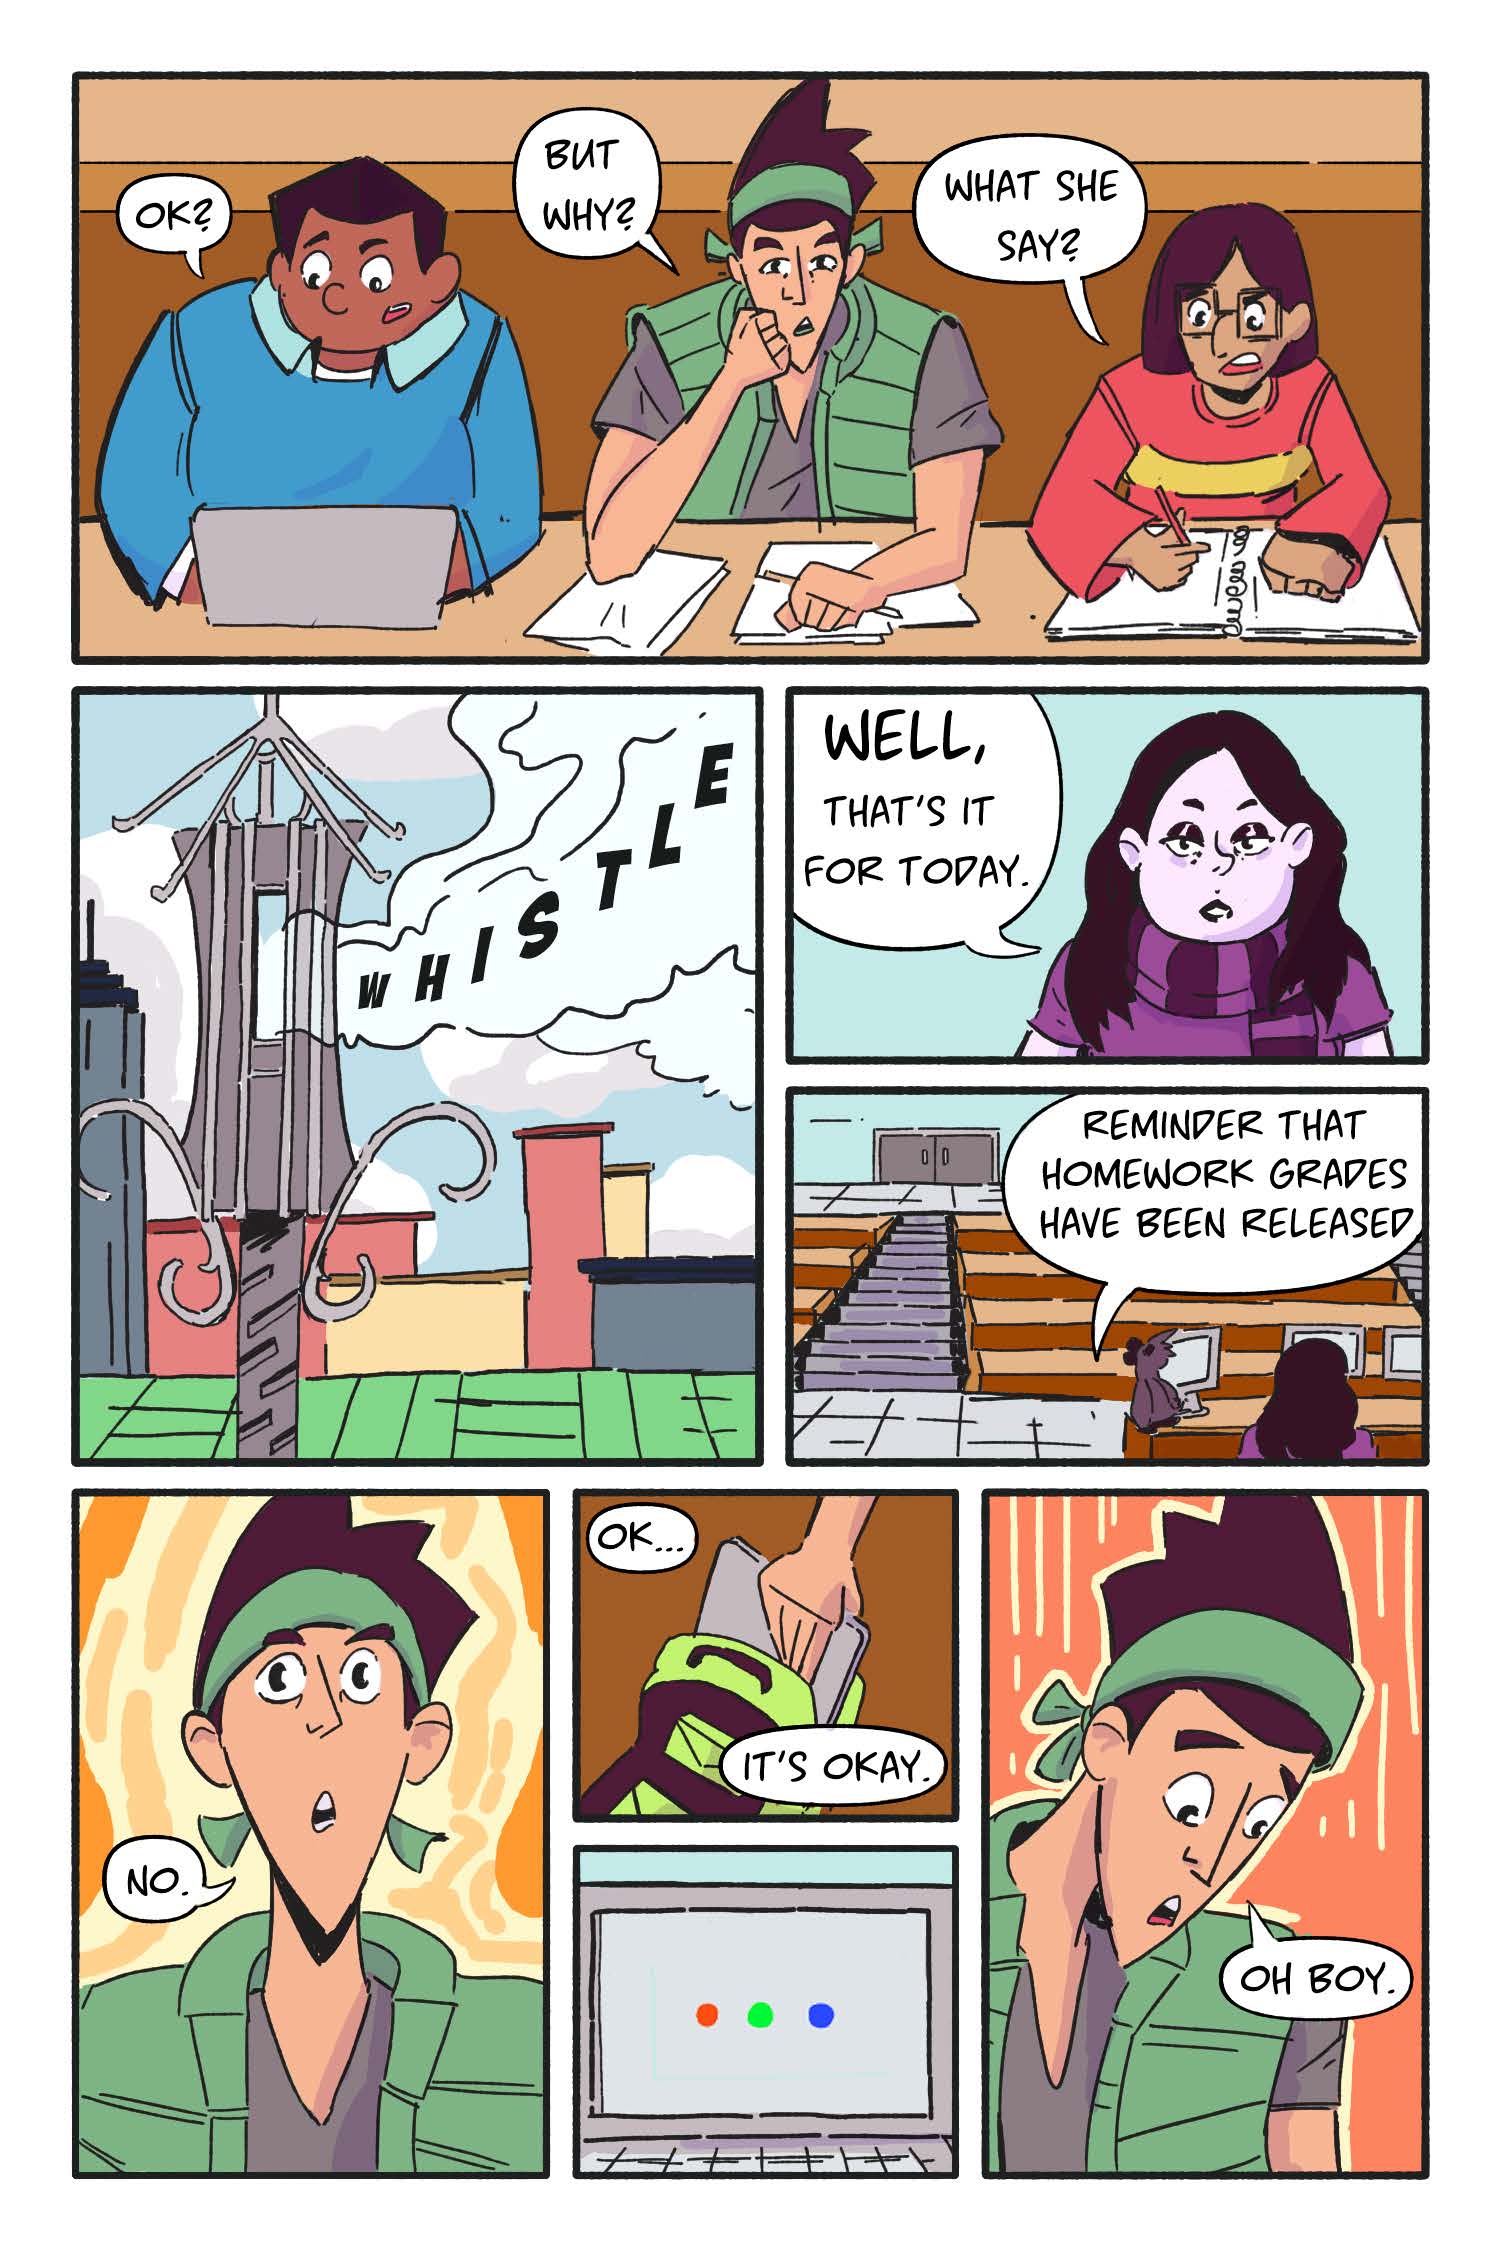 OK?
BUT
WHY?
WHAT SHE
SAY?
WHISTLE
WELL,
THAT'S IT
FOR TODAY.
REMINDER THAT
HOMEWORK GRADES
HAVE BEEN RELEASED
NO.
OK...
IT'S OKAY.
OH BOY.